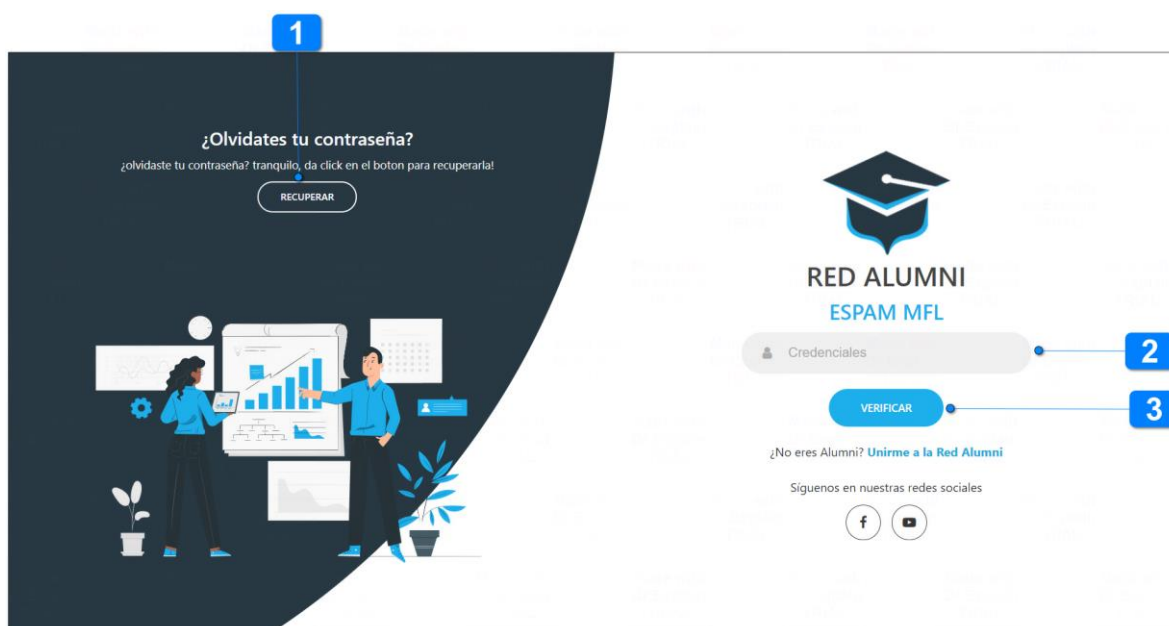 1
¿Olvidates tu contraseña?
¿olvidaste tu contraseña? tranquilo, da click en el boton para recuperarla!
RECUPERAR
RED ALUMNI
ESPAM MFL
Credenciales
2
VERIFICAR
3
¿No eres Alumni? Unirme a la Red Alumni
Síguenos en nuestras redes sociales